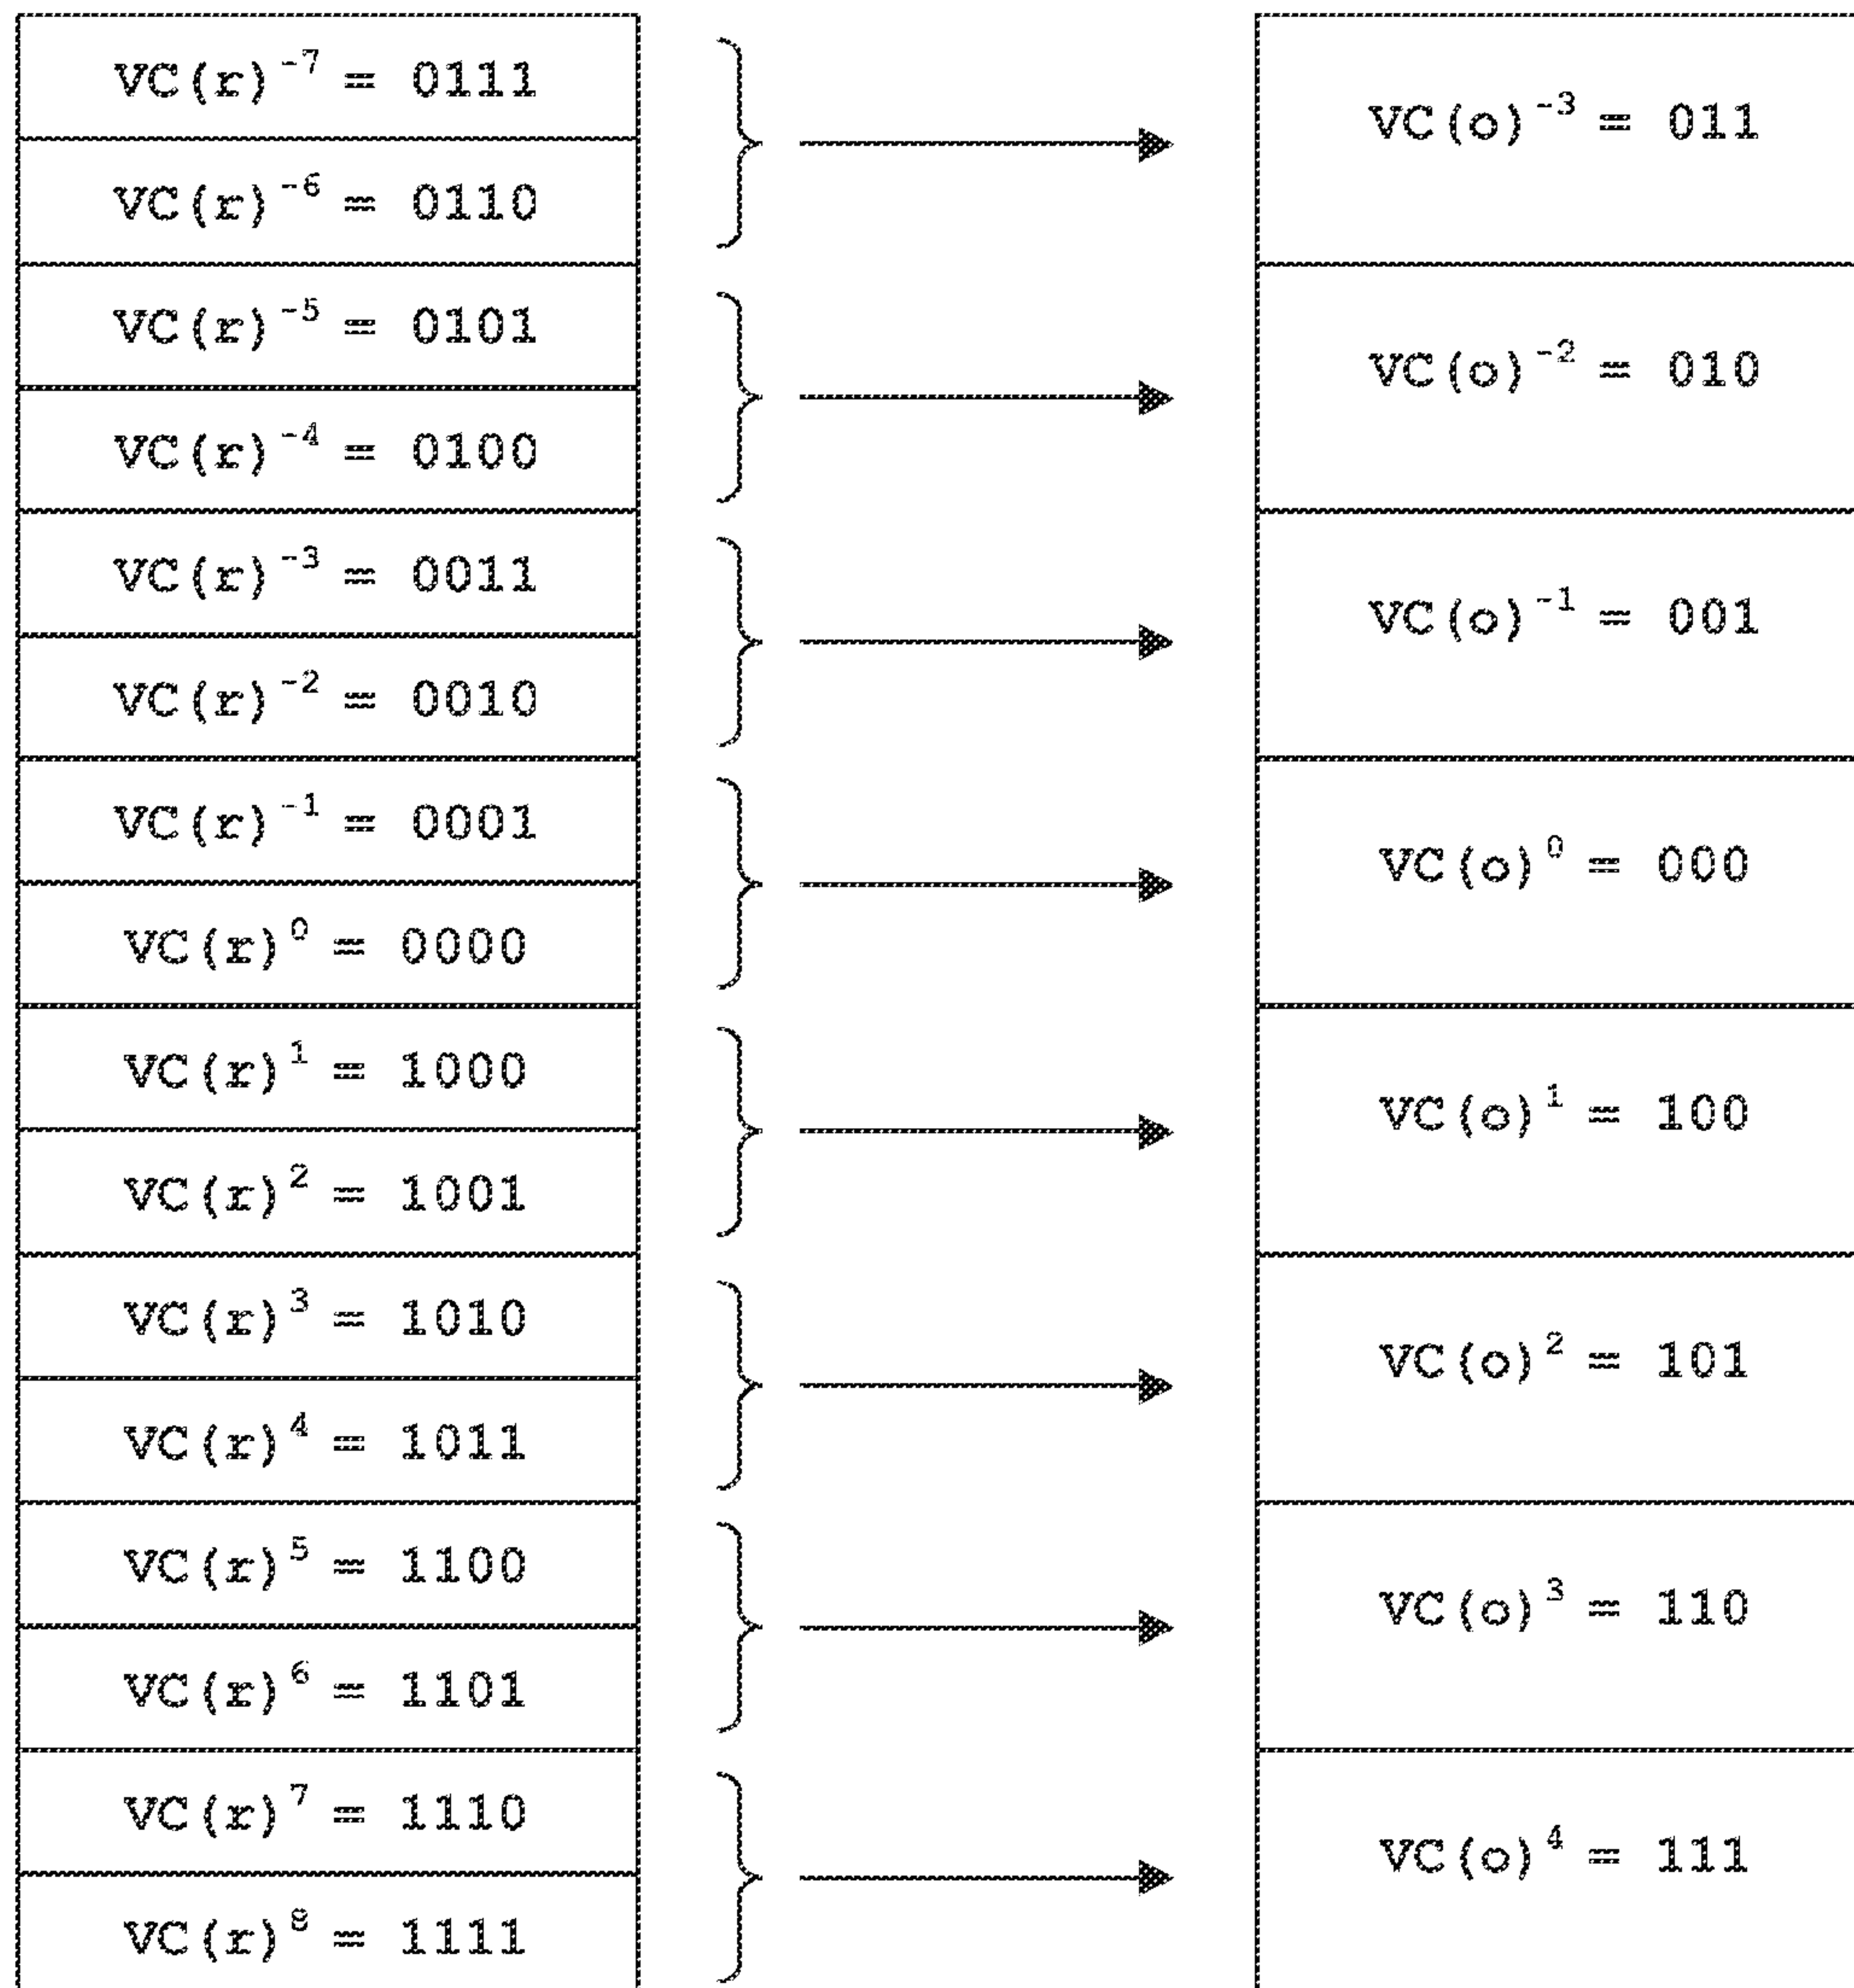 VC(r)^-7 = 0111
VC(r)^-6 = 0110
VC(o)^-3 = 011
VC(r)^-5 = 0101
VC(r)^-4 = 0100
VC(o)^-2 = 010
VC(r)^-3 = 0011
VC(r)^-2 = 0010
VC(o)^-1 = 001
VC(r)^-1 = 0001
VC(r)^0 = 0000
VC(o)^0 = 000
VC(r)^1 = 1000
VC(r)^2 = 1001
VC(o)^1 = 100
VC(r)^3 = 1010
VC(r)^4 = 1011
VC(o)^2 = 101
VC(r)^5 = 1100
VC(r)^6 = 1101
VC(o)^3 = 110
VC(r)^7 = 1110
VC(r)^8 = 1111
VC(o)^4 = 111